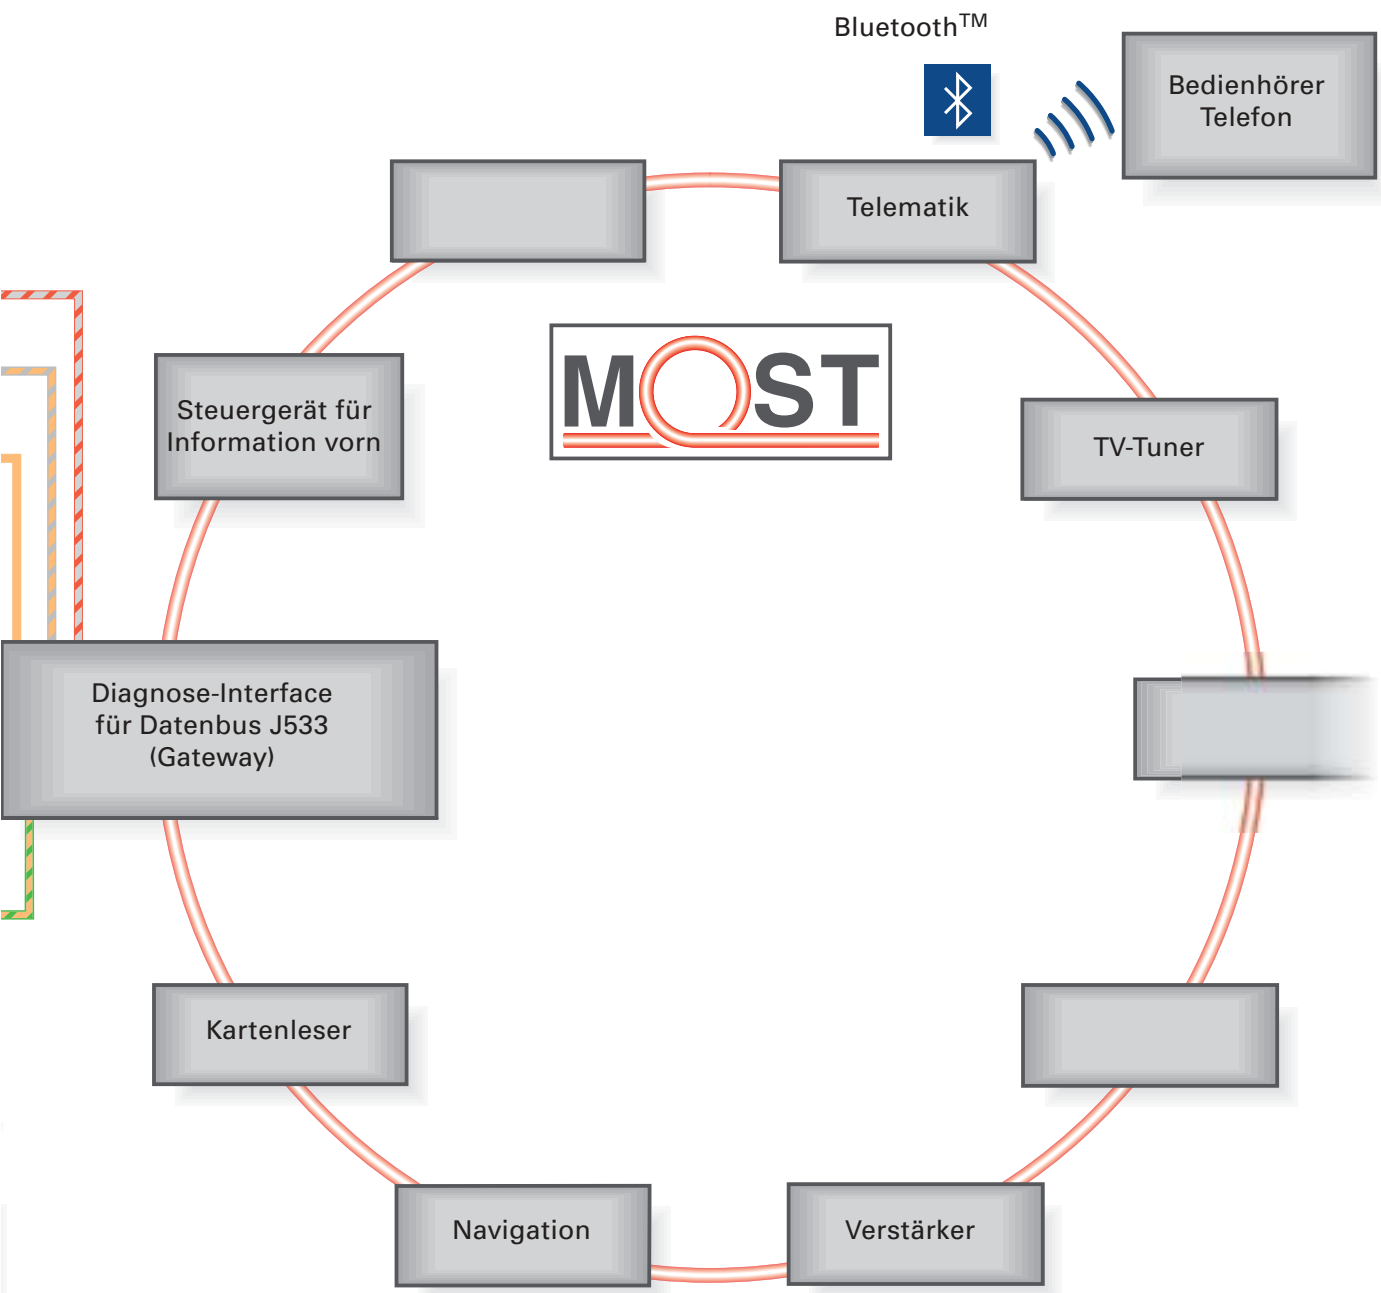 Bluetooth™
Bedienhörer
Telefon
Telematik
MOST
Steuergerät für
Information vorn
TV-Tuner
Diagnose-Interface
für Datenbus J533
(Gateway)
Kartenleser
Navigation
Verstärker